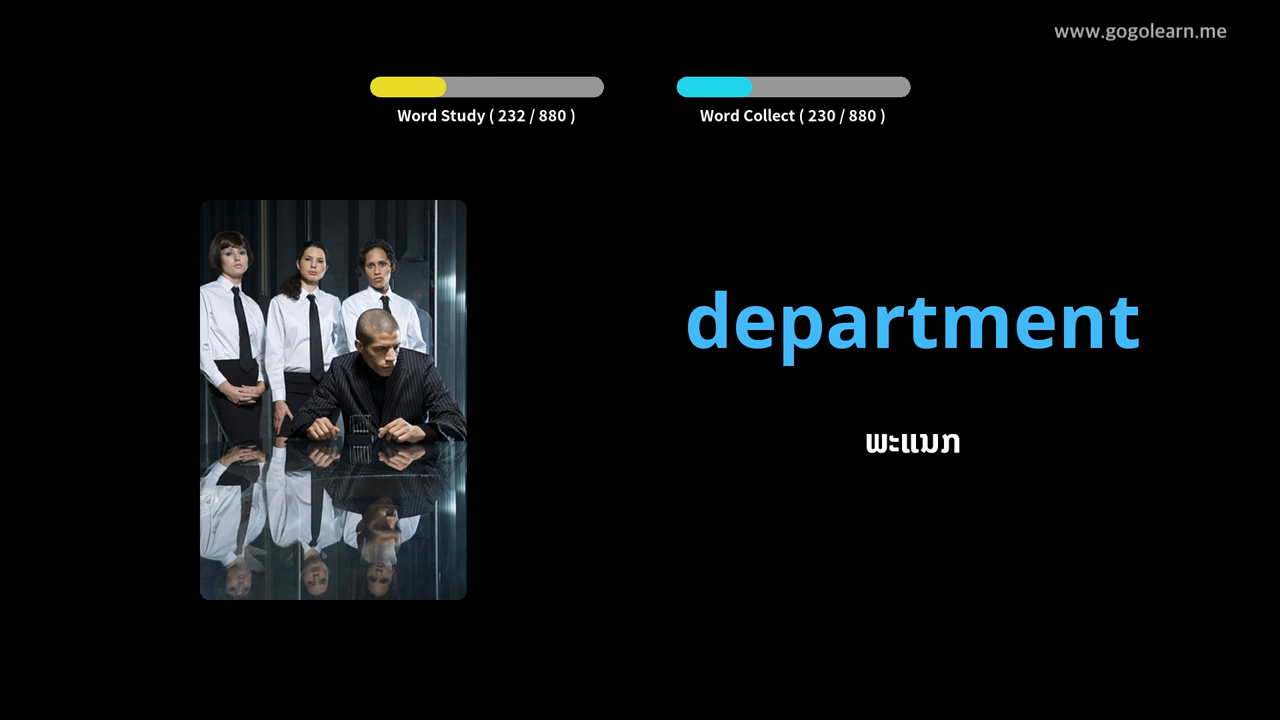 www.gogolearn.me
Word Study ( 232 / 880 )
Word Collect ( 230 / 880 )
department
ພະແນກ